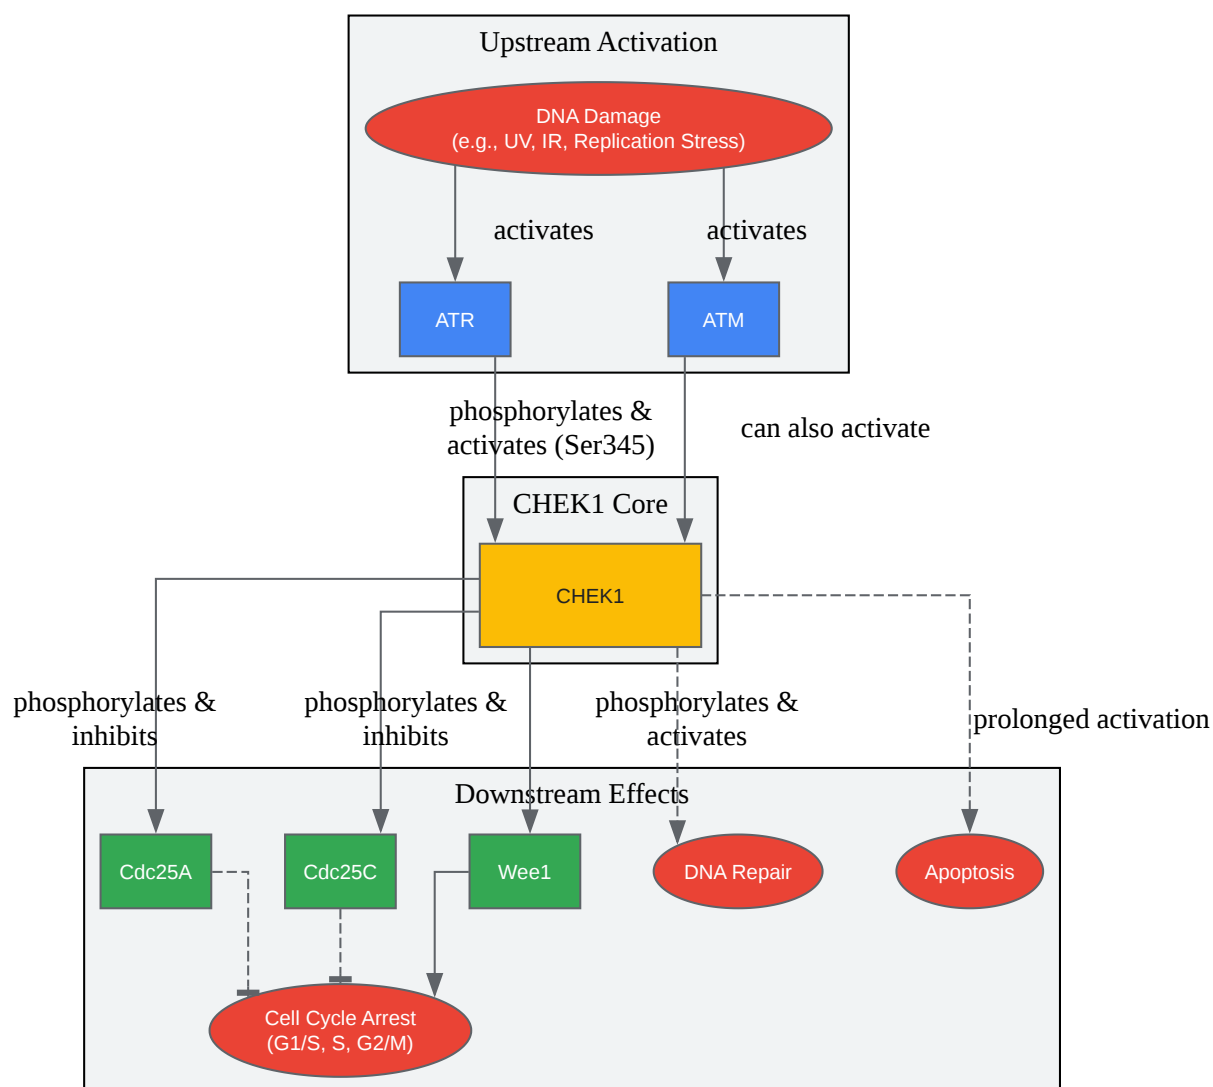 Upstream Activation
DNA Damage
(e.g., UV, IR, Replication Stress)
activates
activates
ATR
ATM
phosphorylates &
activates (Ser345)
can also activate
CHEK1 Core
CHEK1
phosphorylates &
inhibits
phosphorylates &
inhibits
phosphorylates &
activates
prolonged activation
Downstream Effects
Cdc25A
Cdc25C
Wee1
DNA Repair
Apoptosis
Cell Cycle Arrest
(G1/S, S, G2/M)